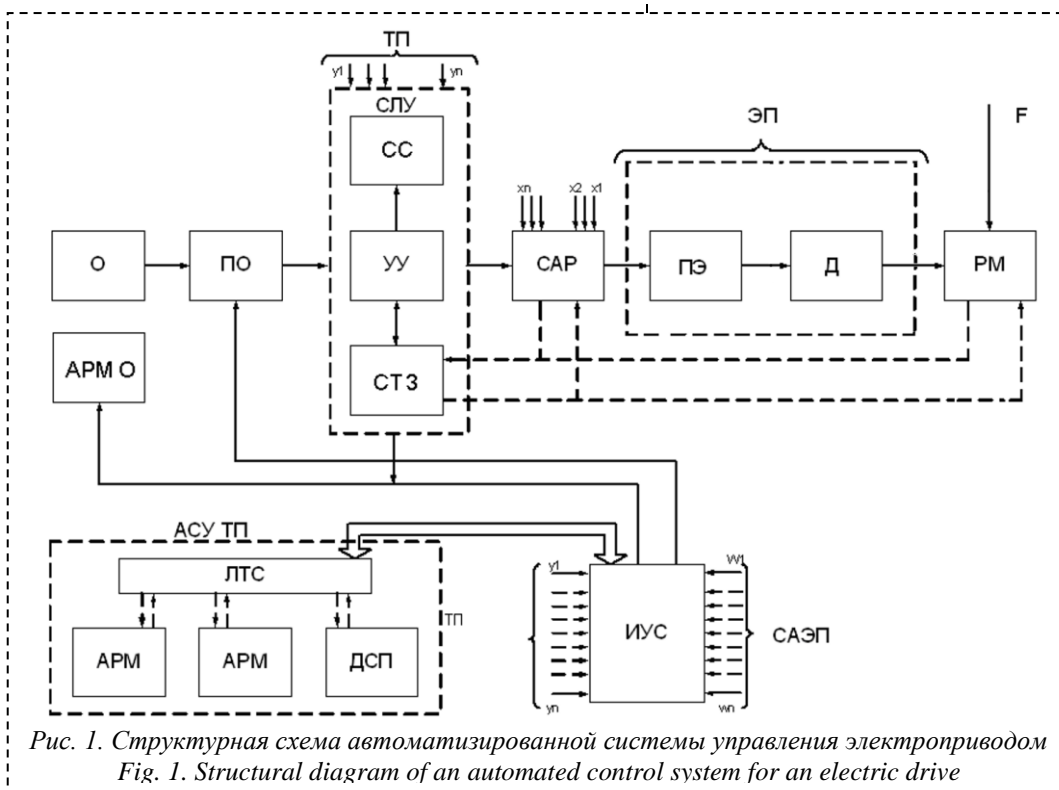 ТП
y1 yn
СЛУ
СС
ЭП
F
xn x2 x1
О
ПО
УУ
САР
ПЭ
Д
РМ
АРМ О
СТЗ
АСУ ТП
ЛТС
ТП
АРМ
АРМ
ДСП
y1
yn
ИУС
W1
wn
САЭП
Рис. 1. Структурная схема автоматизированной системы управления электроприводом
Fig. 1. Structural diagram of an automated control system for an electric drive